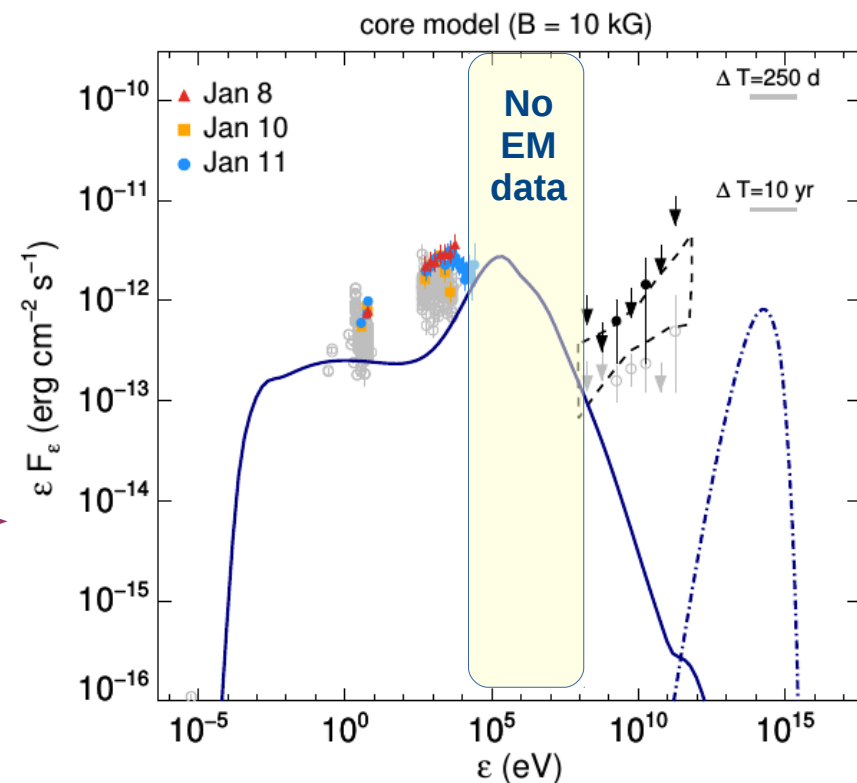 core model (B = 10 kG)
Jan 8
Jan 10
Jan 11
No
EM
data
Δ T=250 d
Δ T=10 yr
10⁻¹⁰
10⁻¹¹
10⁻¹²
10⁻¹³
10⁻¹⁴
10⁻¹⁵
10⁻¹⁶
ε Fε (erg cm⁻² s⁻¹)
10⁻⁵ 10⁰ 10⁵ 10¹⁰ 10¹⁵
ε (eV)